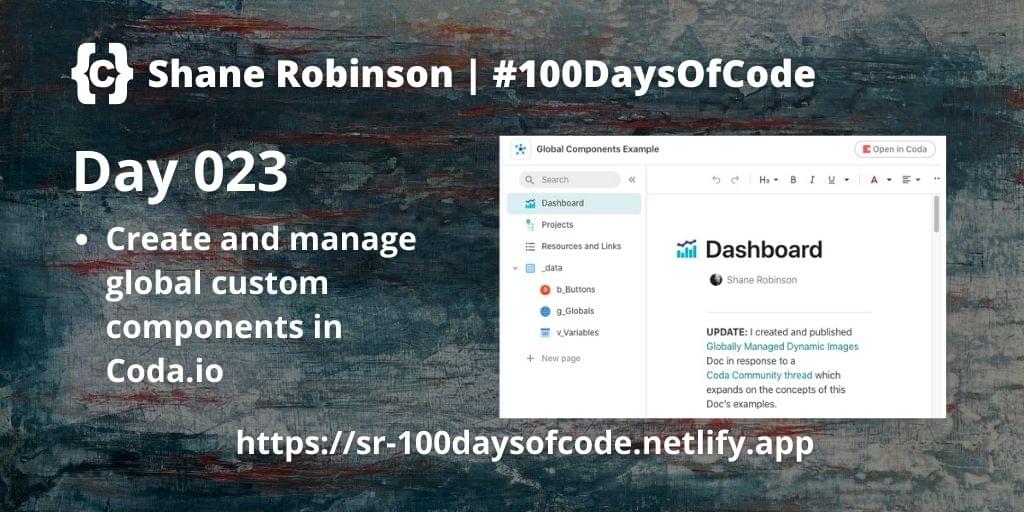 {C} Shane Robinson | #100DaysOfCode
Day 023
• Create and manage
global custom
components in
Coda.io
Global Components Example
Open in Coda
Search
«
H₃
B
I
U
A
Dashboard
Projects
Resources and Links
_data
b_Buttons
g_Globals
v_Variables
+ New page
Dashboard
Shane Robinson
UPDATE: I created and published
Globally Managed Dynamic Images
Doc in response to a
Coda Community thread which
expands on the concepts of this
Doc's examples.
https://sr-100daysofcode.netlify.app